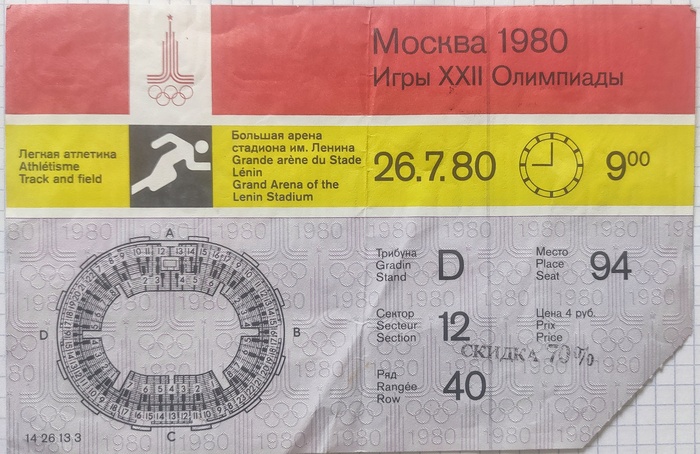 Москва 1980
Игры XXII Олимпиады
Легкая атлетика
Athlétisme
Track and field
Большая арена
стадиона им. Ленина
Grande arène du Stade
Lénin
Grand Arena of the
Lenin Stadium
26.7.80
9⁰⁰
Трибуна
Gradin
Stand
D
Место
Place
Seat
94
Сектор
Secteur
Section
12
Цена 4 руб.
Prix
Price
СКИДКА 70%
Ряд
Rangée
Row
40
A
B
C
D
14 26 13 3